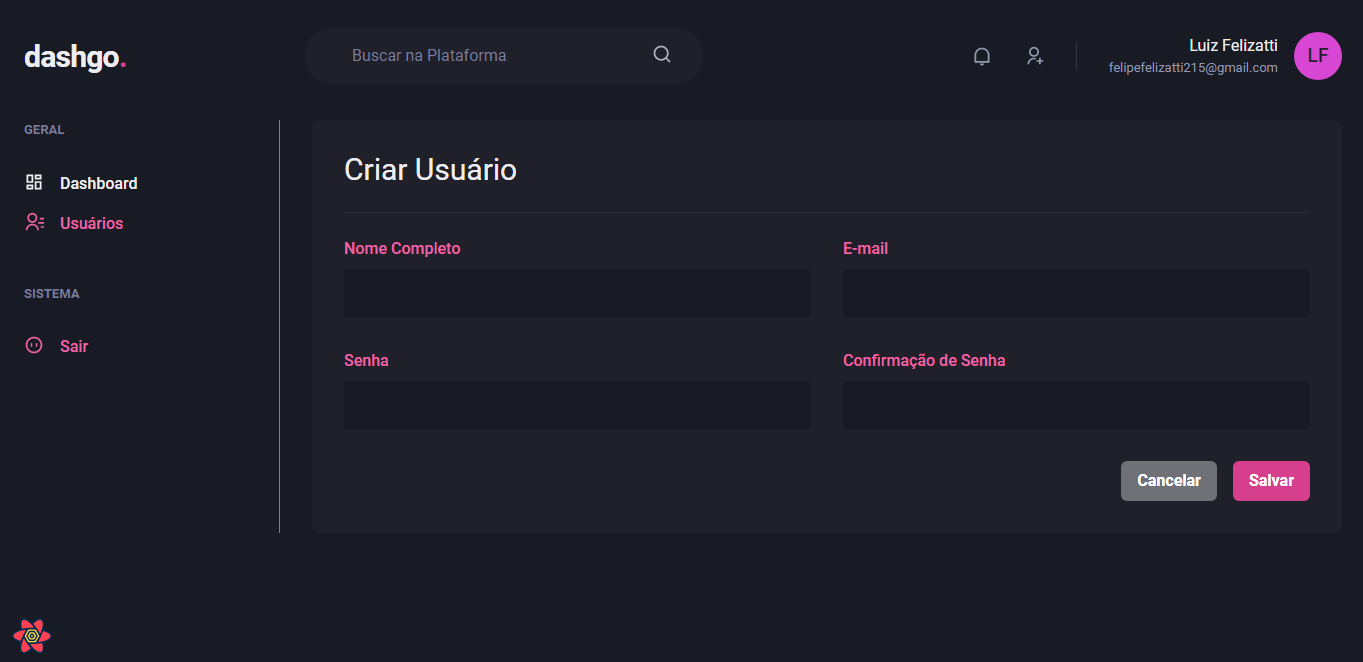 dashgo.
Buscar na Plataforma
Luiz Felizatti
felipefelizatti215@gmail.com
LF
GERAL
Dashboard
Usuários
SISTEMA
Sair
Criar Usuário
Nome Completo
E-mail
Senha
Confirmação de Senha
Cancelar
Salvar